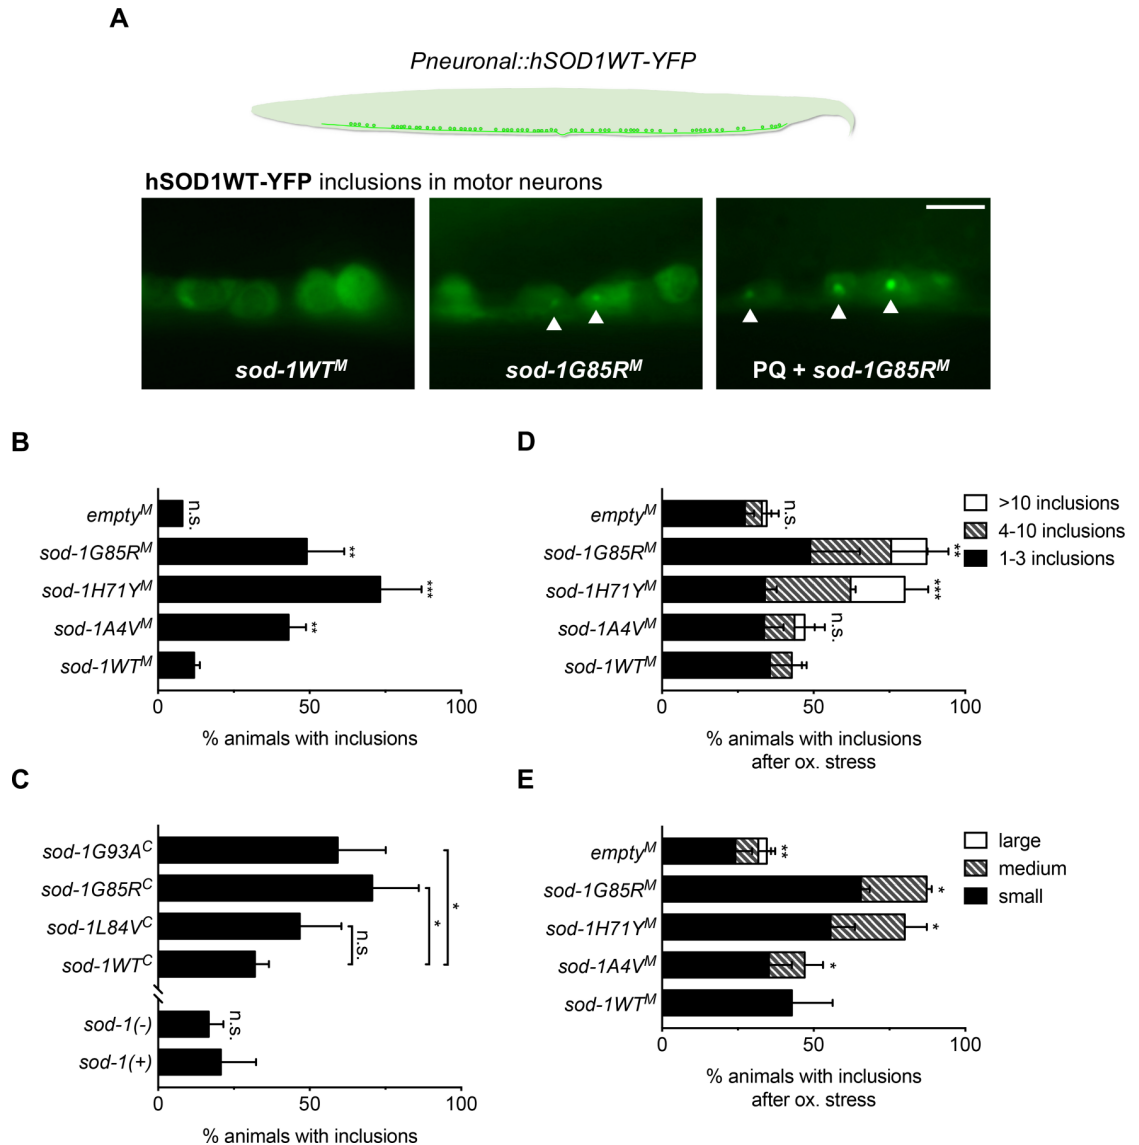 A
Pneuronal::hSOD1WT-YFP
hSOD1WT-YFP inclusions in motor neurons
sod-1WTᴹ
sod-1G85Rᴹ
PQ + sod-1G85Rᴹ
B
emptyᴹ
n.s.
sod-1G85Rᴹ
**
sod-1H71Yᴹ
***
sod-1A4Vᴹ
**
sod-1WTᴹ
0 50 100
% animals with inclusions
D
emptyᴹ
n.s.
sod-1G85Rᴹ
**
sod-1H71Yᴹ
***
sod-1A4Vᴹ
n.s.
sod-1WTᴹ
0 50 100
% animals with inclusions
after ox. stress
>10 inclusions
4-10 inclusions
1-3 inclusions
C
sod-1G93Aᶜ
sod-1G85Rᶜ
sod-1L84Vᶜ
sod-1WTᶜ
n.s.
*
*
sod-1(-)
n.s.
sod-1(+)
0 50 100
% animals with inclusions
E
emptyᴹ
**
sod-1G85Rᴹ
*
sod-1H71Yᴹ
*
sod-1A4Vᴹ
*
sod-1WTᴹ
0 50 100
% animals with inclusions
after ox. stress
large
medium
small